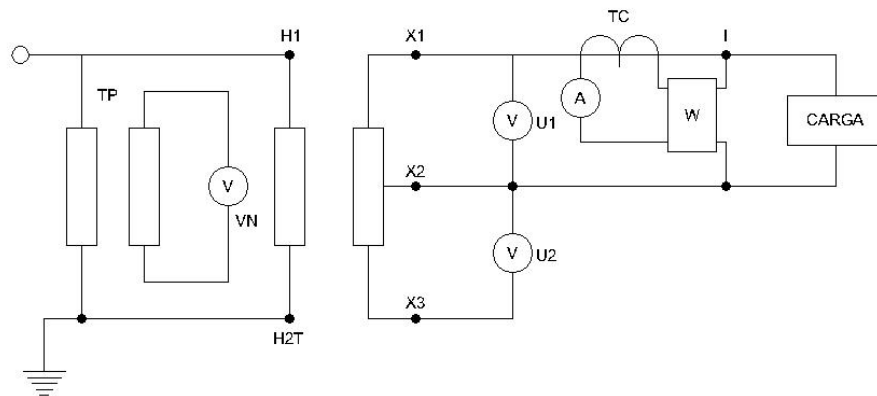 TC
H1
X1
I
TP
A
V
U1
W
CARGA
V
VN
X2
V
U2
X3
H2T